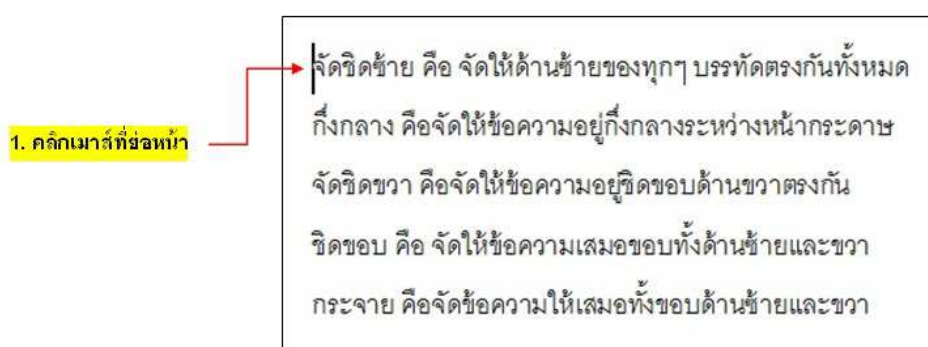 จัดชิดซ้าย คือ จัดให้ด้านซ้ายของทุกๆ บรรทัดตรงกันทั้งหมด
กึ่งกลาง คือจัดให้ข้อความอยู่กึ่งกลางระหว่างหน้ากระดาษ
1. คลิกเมาส์ที่ย่อหน้า
จัดชิดขวา คือจัดให้ข้อความอยู่ชิดขอบด้านขวาตรงกัน
ชิดขอบ คือ จัดให้ข้อความเสมอขอบทั้งด้านซ้ายและขวา
กระจาย คือจัดข้อความให้เสมอทั้งขอบด้านซ้ายและขวา